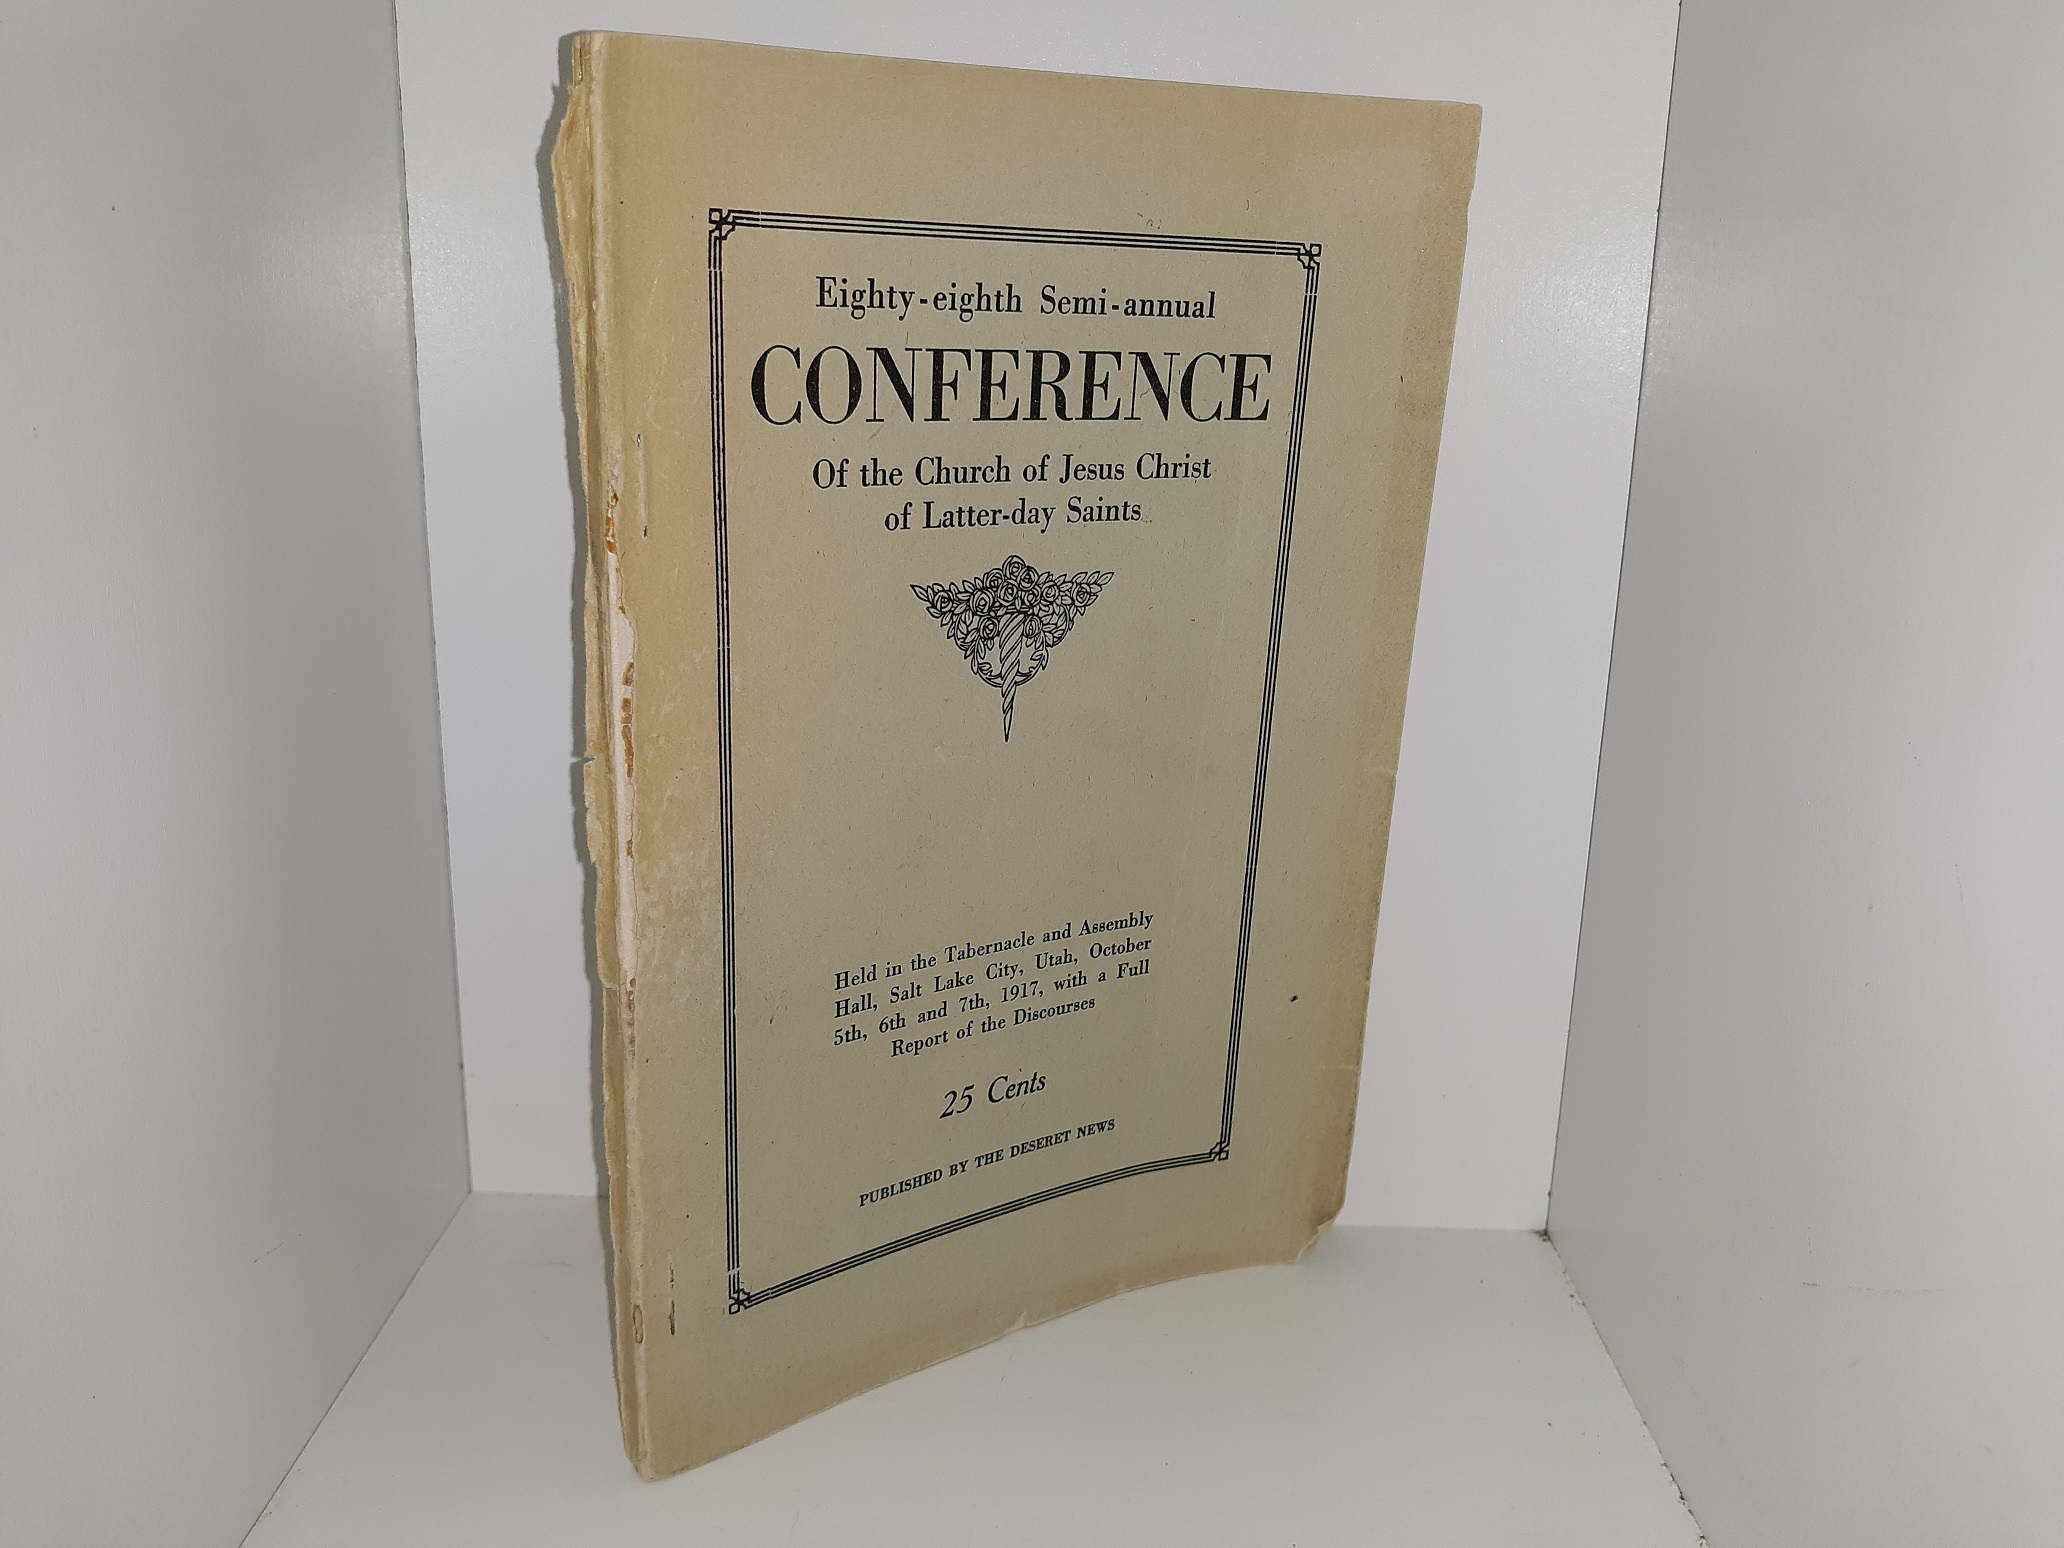 Eighty-eighth Semi-annual
CONFERENCE
Of the Church of Jesus Christ
of Latter-day Saints
Held in the Tabernacle and Assembly
Hall, Salt Lake City, Utah, October
5th, 6th and 7th, 1917, with a Full
Report of the Discourses
25 Cents
PUBLISHED BY THE DESERET NEWS